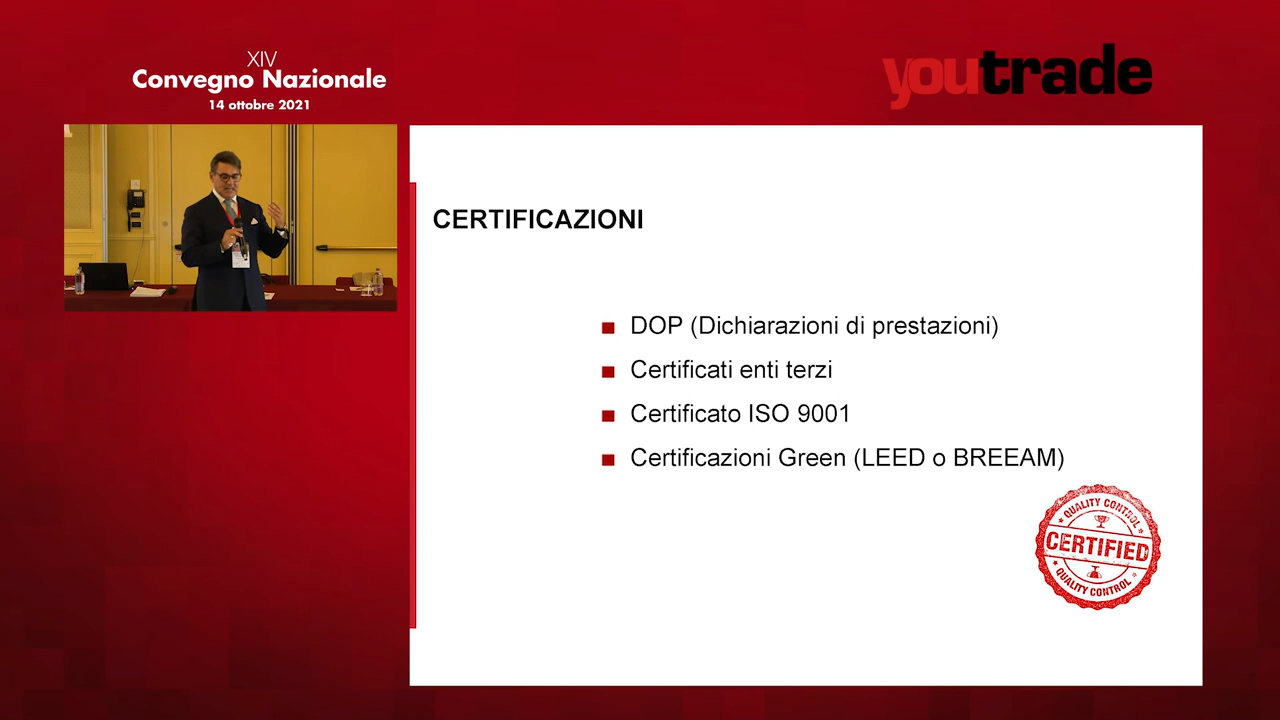 XIV
Convegno Nazionale
14 ottobre 2021
youtrade
CERTIFICAZIONI
DOP (Dichiarazioni di prestazioni)
Certificati enti terzi
Certificato ISO 9001
Certificazioni Green (LEED o BREEAM)
QUALITY CONTROL
CERTIFIED
QUALITY CONTROL